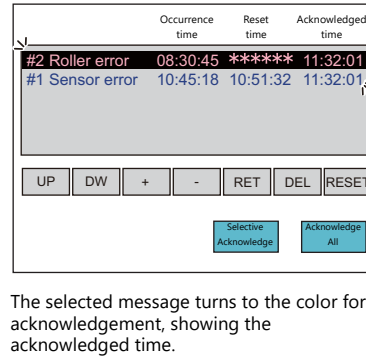 Occurrence time Reset time Acknowledged time
#2 Roller error 08:30:45 ****** 11:32:01
#1 Sensor error 10:45:18 10:51:32 11:32:01
UP DW + - RET DEL RESET
Selective Acknowledge Acknowledge All
The selected message turns to the color for
acknowledgement, showing the
acknowledged time.